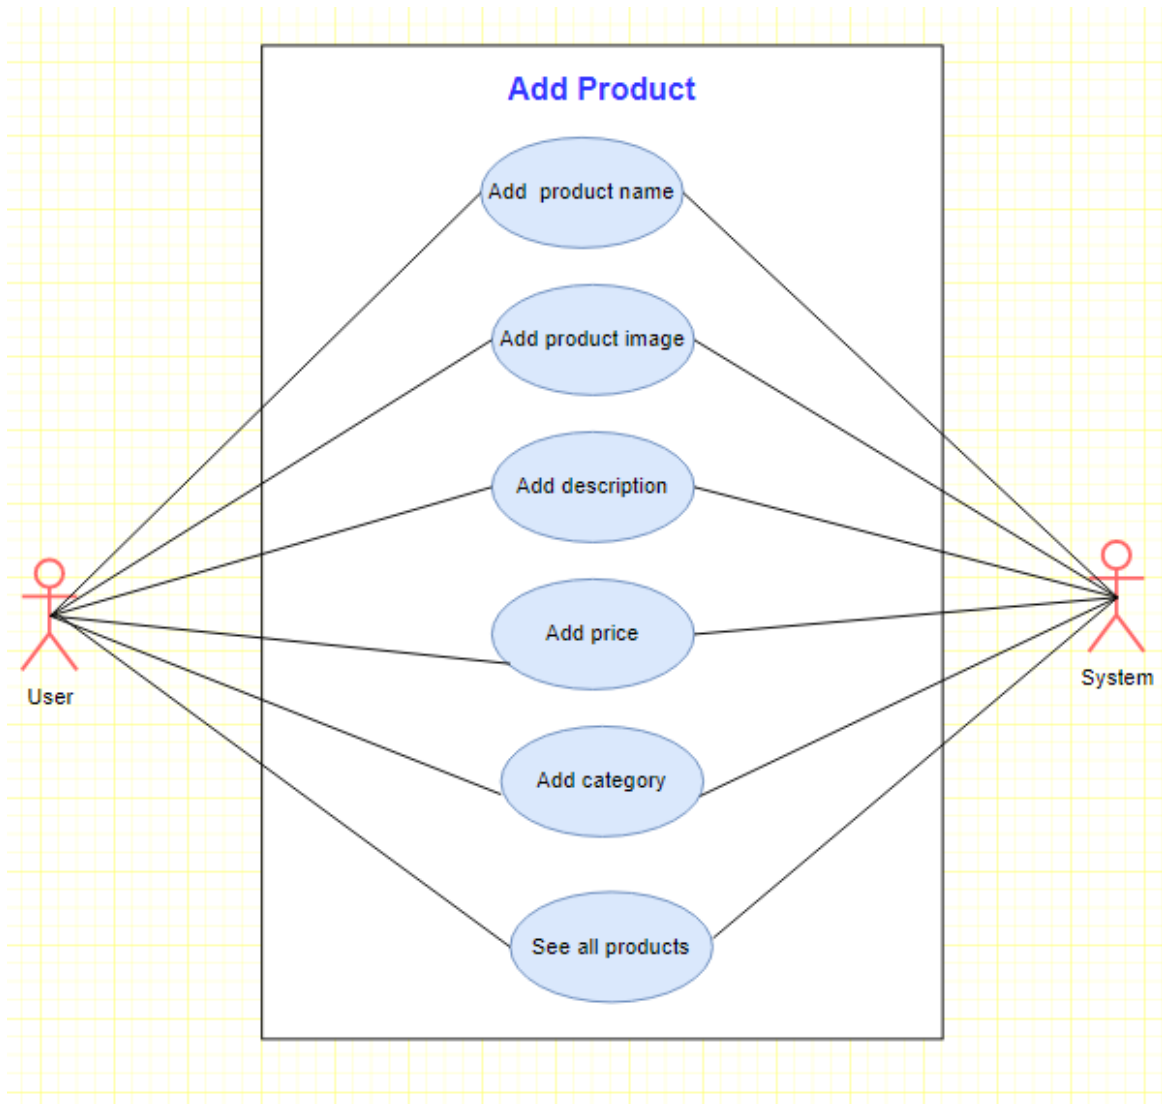 Add Product
Add  product name
Add product image
Add description
Add price
Add category
See all products
User
System